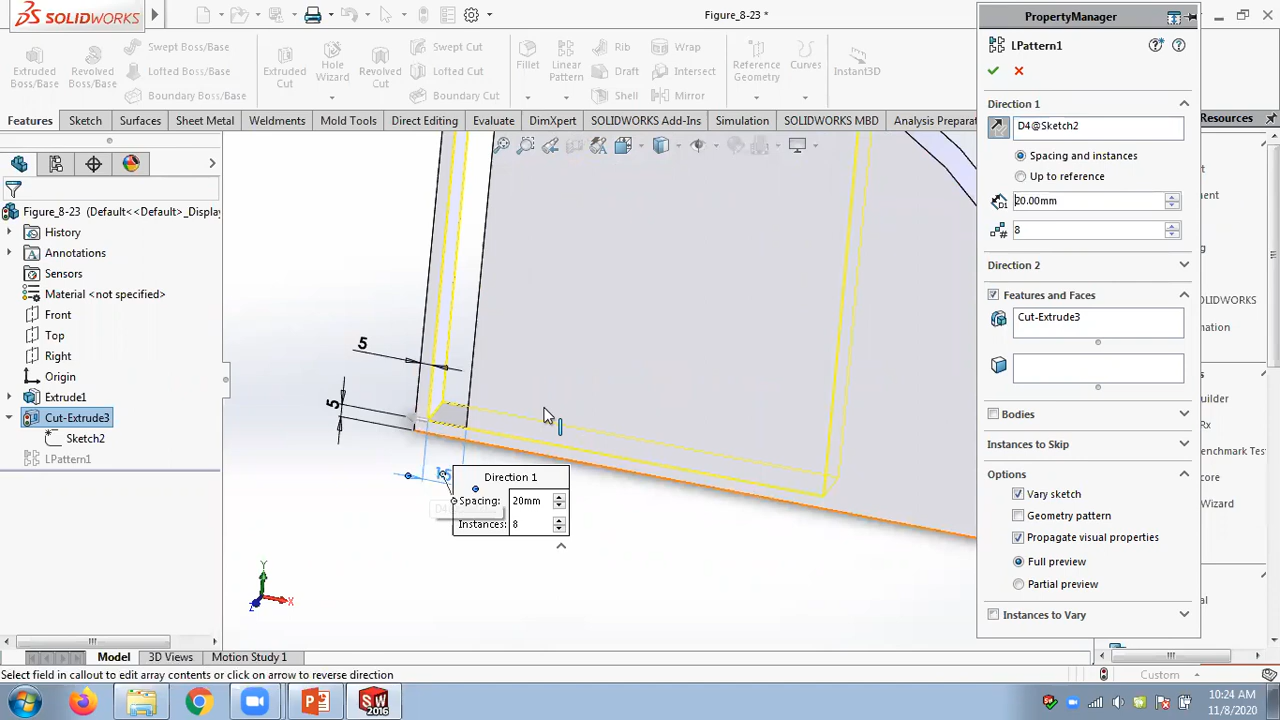 SOLIDWORKS
Figure_8-23 *
Extruded Boss/Base
Revolved Boss/Base
Swept Boss/Base
Lofted Boss/Base
Boundary Boss/Base
Extruded Cut
Hole Wizard
Revolved Cut
Swept Cut
Lofted Cut
Boundary Cut
Fillet
Linear Pattern
Rib
Draft
Shell
Wrap
Intersect
Mirror
Reference Geometry
Curves
Instant3D
Features Sketch Surfaces Sheet Metal Weldments Mold Tools Direct Editing Evaluate DimXpert SOLIDWORKS Add-Ins Simulation SOLIDWORKS MBD Analysis Prepara
Resources
Figure_8-23 (Default<<Default>_Display
History
Annotations
Sensors
Material <not specified>
Front
Top
Right
Origin
Extrude1
Cut-Extrude3
Sketch2
LPattern1
5
5
Direction 1
Spacing: 20mm
Instances: 8
Y
X
Z
PropertyManager
LPattern1
Direction 1
D4@Sketch2
Spacing and instances
Up to reference
D1
20.00mm
8
Direction 2
Features and Faces
Cut-Extrude3
Bodies
Instances to Skip
Options
Vary sketch
Geometry pattern
Propagate visual properties
Full preview
Partial preview
Instances to Vary
OLIDWORKS
Rx
Wizard
Model 3D Views Motion Study 1
Select field in callout to edit array contents or click on arrow to reverse direction
Custom
SW
2016
10:24 AM
11/8/2020